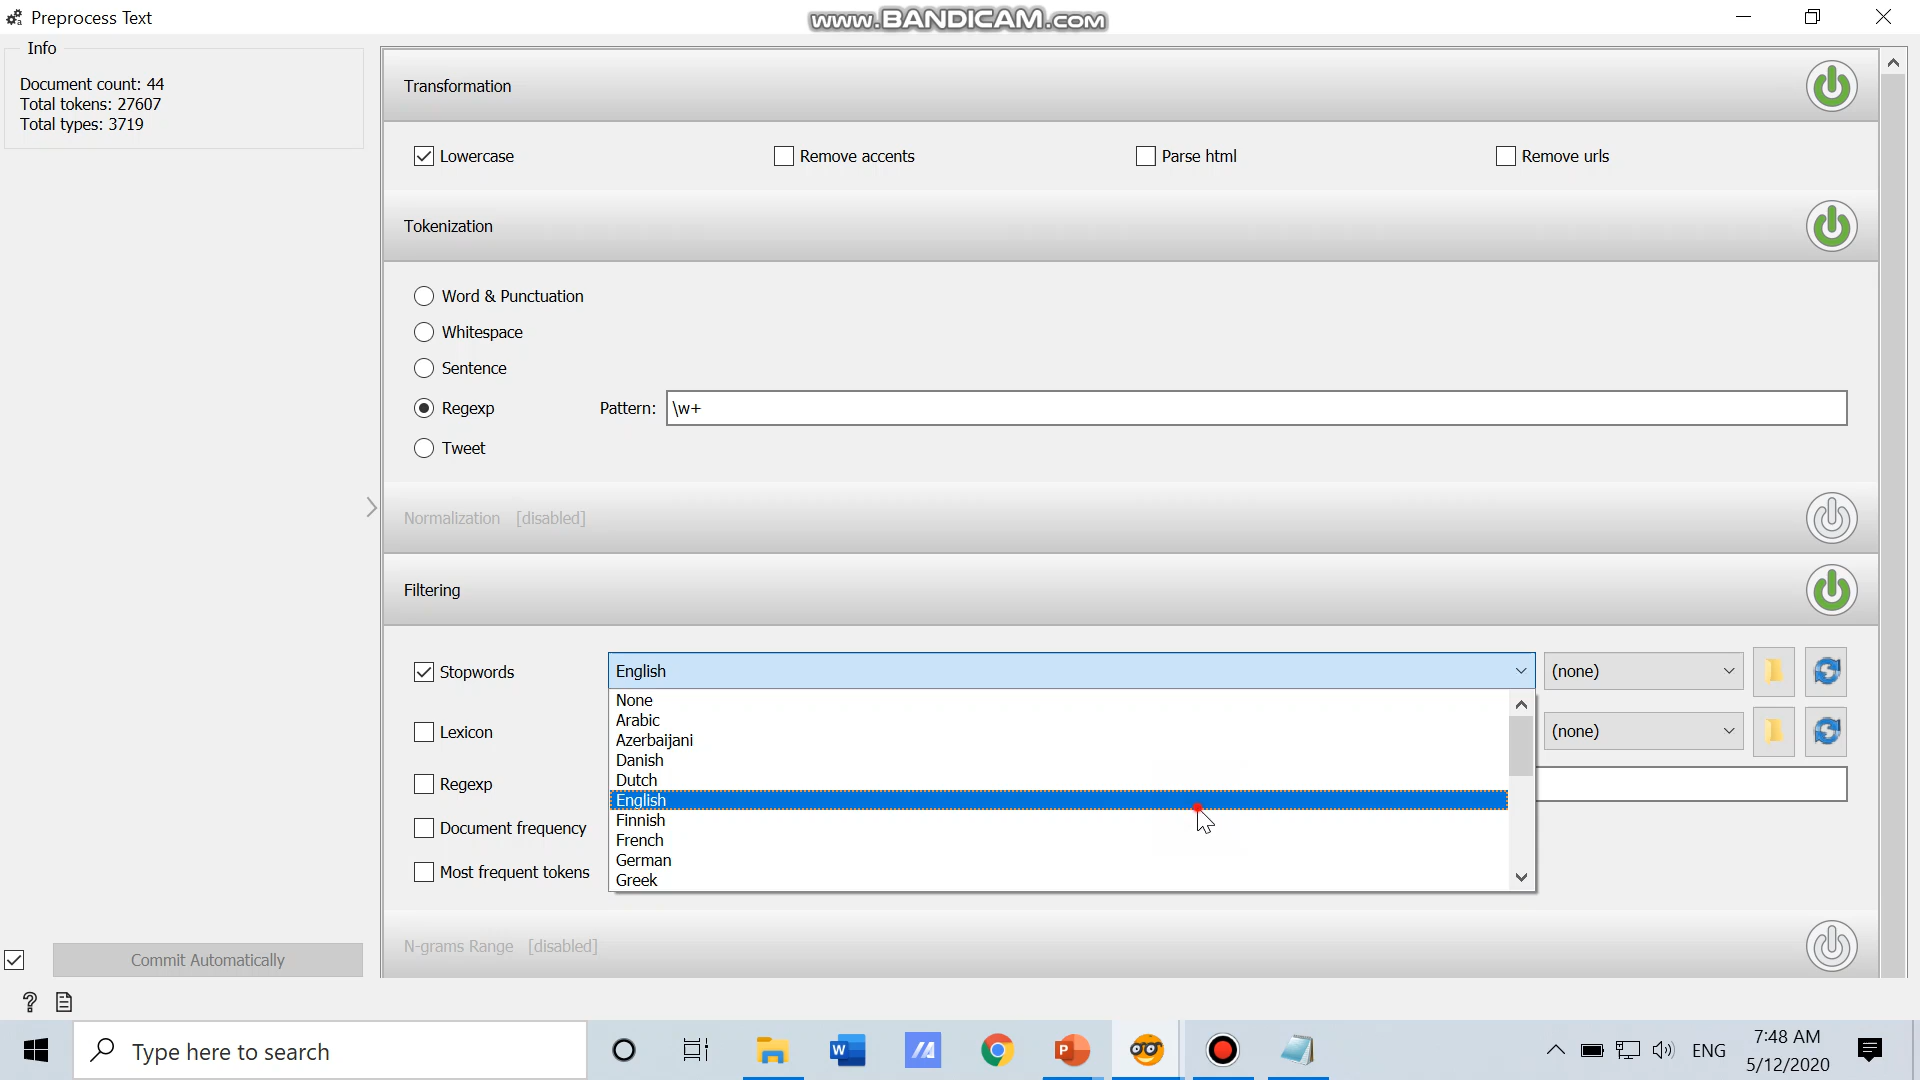 Preprocess Text
www.BANDICAM.com
Info
Document count: 44
Total tokens: 27607
Total types: 3719
Transformation
Lowercase
Remove accents
Parse html
Remove urls
Tokenization
Word & Punctuation
Whitespace
Sentence
Regexp
Pattern:
\w+
Tweet
Normalization [disabled]
Filtering
Stopwords
English
(none)
None
Arabic
Azerbaijani
Danish
Dutch
English
Finnish
French
German
Greek
Lexicon
(none)
Regexp
Document frequency
Most frequent tokens
N-grams Range [disabled]
Commit Automatically
?
Type here to search
W
P
ENG
7:48 AM
5/12/2020